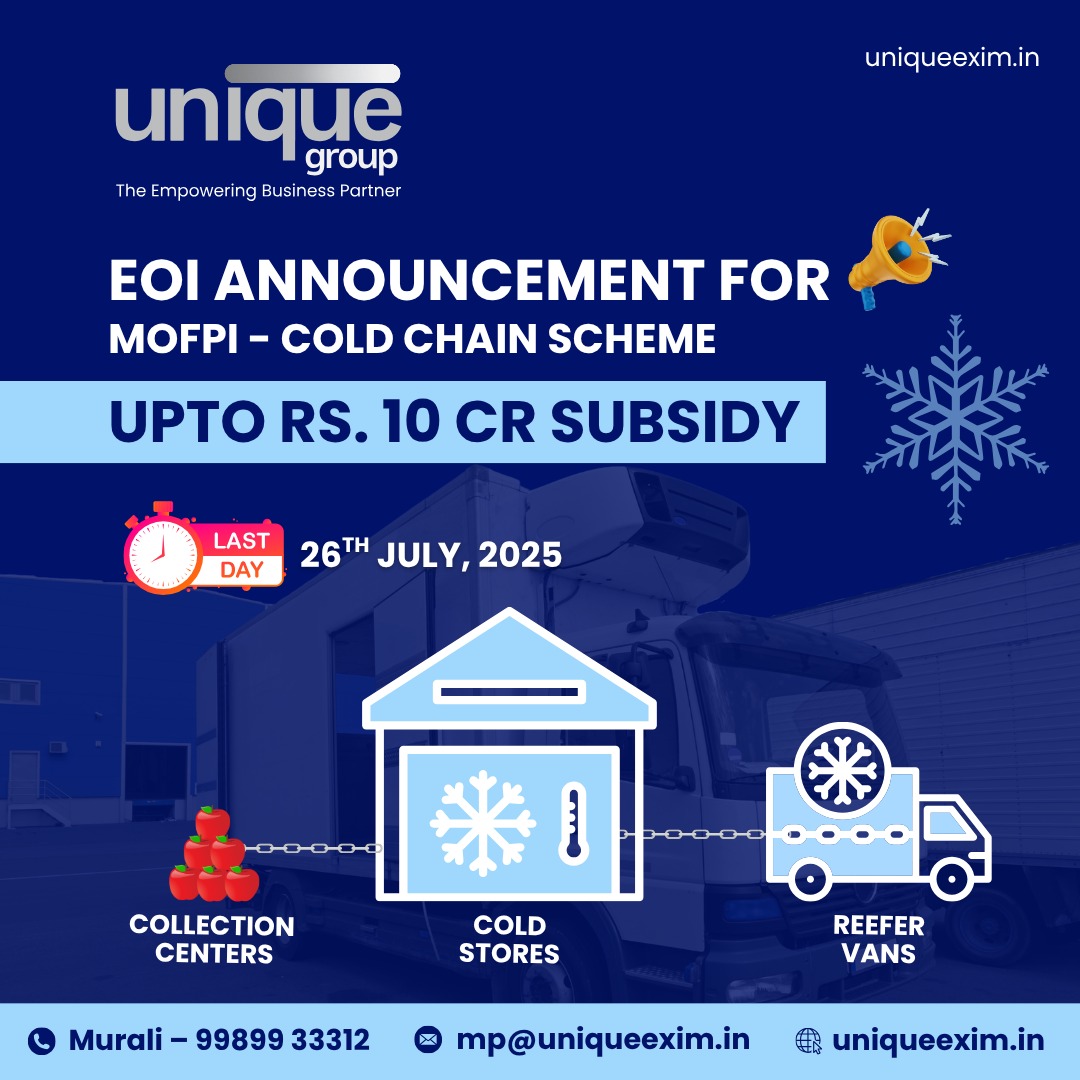 uniqueexim.in
unique
group
The Empowering Business Partner
EOI ANNOUNCEMENT FOR
MOFPI - COLD CHAIN SCHEME
UPTO RS. 10 CR SUBSIDY
LAST
DAY
26TH JULY, 2025
COLLECTION
CENTERS
COLD
STORES
REEFER
VANS
Murali – 99899 33312
mp@uniqueexim.in
uniqueexim.in